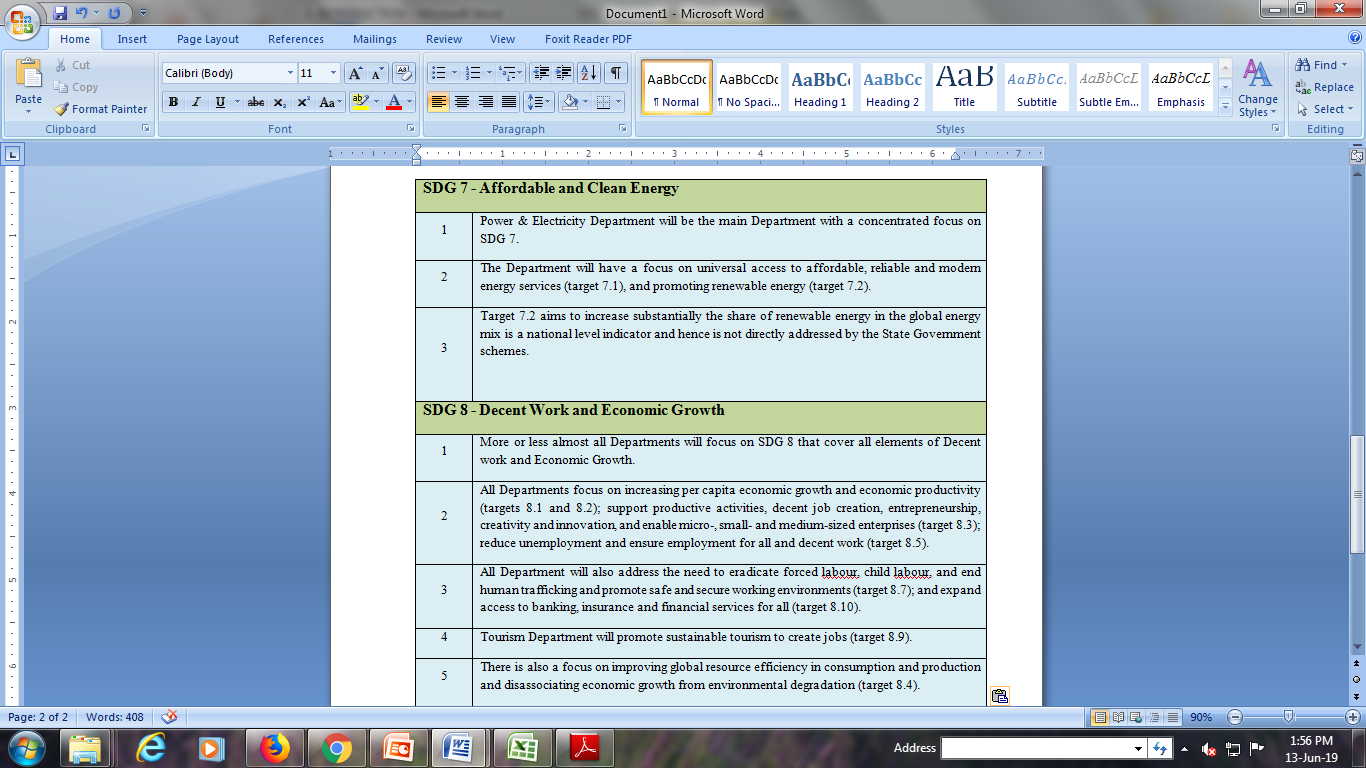 Document1 - Microsoft Word
Home Insert Page Layout References Mailings Review View Foxit Reader PDF
Paste
Cut
Copy
Format Painter
Clipboard
Calibri (Body) 11
B I U abc X₂ X² Aa
Font
Paragraph
AaBbCcDc AaBbCcDc AaBbC AaBbCc AaB AaBbCc. AaBbCcL AaBbCcL
¶ Normal ¶ No Spaci... Heading 1 Heading 2 Title Subtitle Subtle Em... Emphasis
Change
Styles
Styles
Find
Replace
Select
Editing
1 1 2 3 4 5 6 7
SDG 7 - Affordable and Clean Energy
1
Power & Electricity Department will be the main Department with a concentrated focus on
SDG 7.
2
The Department will have a focus on universal access to affordable, reliable and modern
energy services (target 7.1), and promoting renewable energy (target 7.2).
3
Target 7.2 aims to increase substantially the share of renewable energy in the global energy
mix is a national level indicator and hence is not directly addressed by the State Government
schemes.
SDG 8 - Decent Work and Economic Growth
1
More or less almost all Departments will focus on SDG 8 that cover all elements of Decent
work and Economic Growth.
2
All Departments focus on increasing per capita economic growth and economic productivity
(targets 8.1 and 8.2); support productive activities, decent job creation, entrepreneurship,
creativity and innovation, and enable micro-, small- and medium-sized enterprises (target 8.3);
reduce unemployment and ensure employment for all and decent work (target 8.5).
3
All Department will also address the need to eradicate forced labour, child labour, and end
human trafficking and promote safe and secure working environments (target 8.7); and expand
access to banking, insurance and financial services for all (target 8.10).
4
Tourism Department will promote sustainable tourism to create jobs (target 8.9).
5
There is also a focus on improving global resource efficiency in consumption and production
and disassociating economic growth from environmental degradation (target 8.4).
Page: 2 of 2 Words: 408 90%
Address
1:56 PM
13-Jun-19